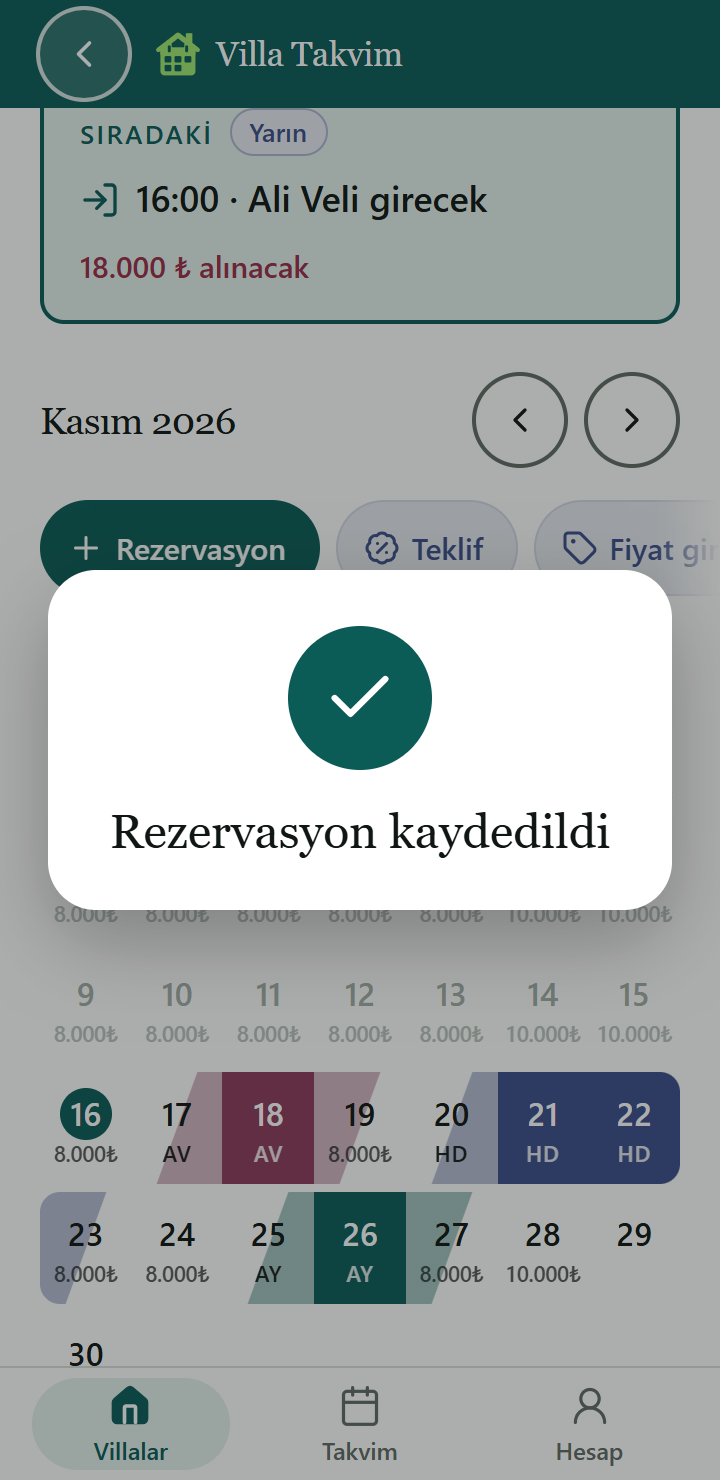 Villa Takvim
SIRADAKİ Yarın
16:00 · Ali Veli girecek
18.000 ₺ alınacak
Kasım 2026
Rezervasyon Teklif Fiyat gir
Rezervasyon kaydedildi
8.000₺ 8.000₺ 8.000₺ 8.000₺ 8.000₺ 10.000₺ 10.000₺
9 10 11 12 13 14 15
8.000₺ 8.000₺ 8.000₺ 8.000₺ 8.000₺ 10.000₺ 10.000₺
16 17 18 19 20 21 22
8.000₺ AV AV 8.000₺ HD HD HD
23 24 25 26 27 28 29
8.000₺ 8.000₺ AY AY 8.000₺ 10.000₺
30
Villalar Takvim Hesap